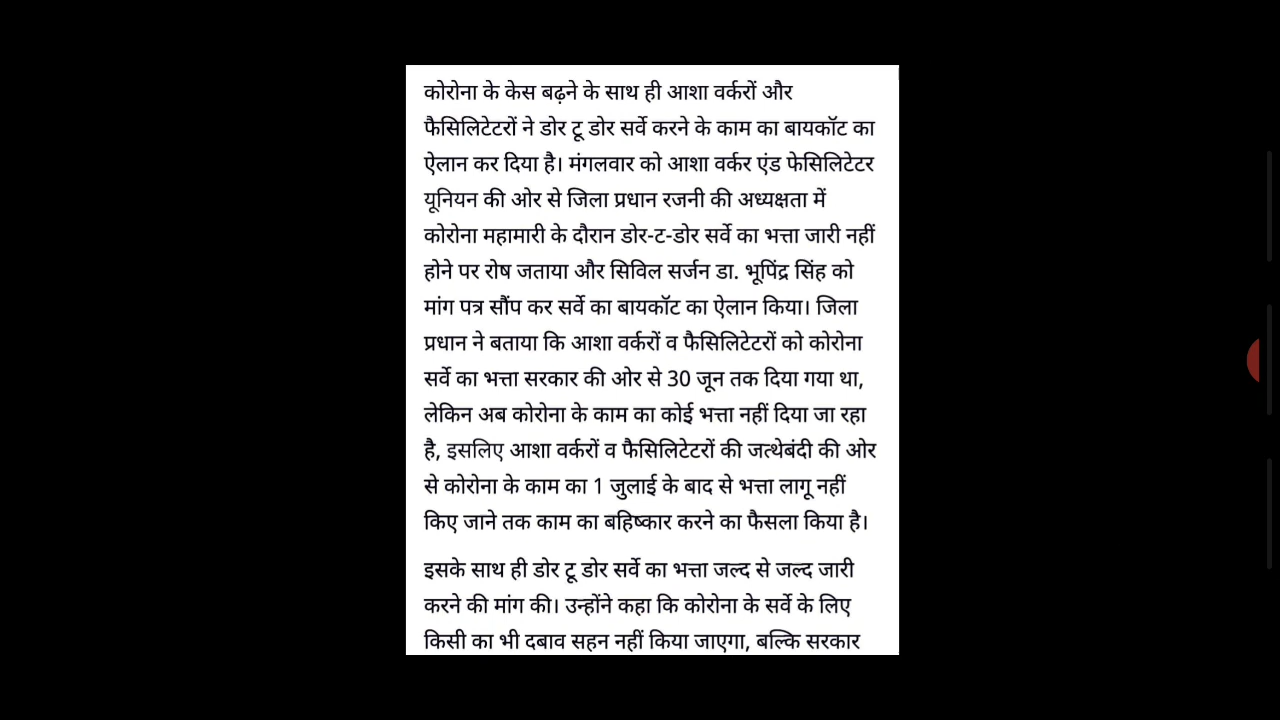 कोरोना के केस बढ़ने के साथ ही आशा वर्करों और
फैसिलिटेटरों ने डोर टू डोर सर्वे करने के काम का बायकॉट का
ऐलान कर दिया है। मंगलवार को आशा वर्कर एंड फेसिलिटेटर
यूनियन की ओर से जिला प्रधान रजनी की अध्यक्षता में
कोरोना महामारी के दौरान डोर-ट-डोर सर्वे का भत्ता जारी नहीं
होने पर रोष जताया और सिविल सर्जन डा. भूपिंद्र सिंह को
मांग पत्र सौंप कर सर्वे का बायकॉट का ऐलान किया। जिला
प्रधान ने बताया कि आशा वर्करों व फैसिलिटेटरों को कोरोना
सर्वे का भत्ता सरकार की ओर से 30 जून तक दिया गया था,
लेकिन अब कोरोना के काम का कोई भत्ता नहीं दिया जा रहा
है, इसलिए आशा वर्करों व फैसिलिटेटरों की जत्थेबंदी की ओर
से कोरोना के काम का 1 जुलाई के बाद से भत्ता लागू नहीं
किए जाने तक काम का बहिष्कार करने का फैसला किया है।
इसके साथ ही डोर टू डोर सर्वे का भत्ता जल्द से जल्द जारी
करने की मांग की। उन्होंने कहा कि कोरोना के सर्वे के लिए
किसी का भी दबाव सहन नहीं किया जाएगा, बल्कि सरकार